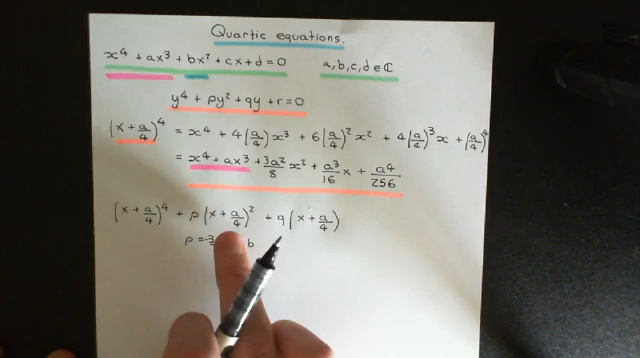 Quartic equations.
x⁴ + ax³ + bx² + cx + d = 0    a, b, c, d ∈ ℂ
y⁴ + py² + qy + r = 0
(x + a/4)⁴ = x⁴ + 4(a/4)x³ + 6(a/4)²x² + 4(a/4)³x + (a/4)⁴
= x⁴ + ax³ + 3a²/8 x² + a³/16 x + a⁴/256
(x + a/4)⁴ + p(x + a/4)² + q(x + a/4)
p = b